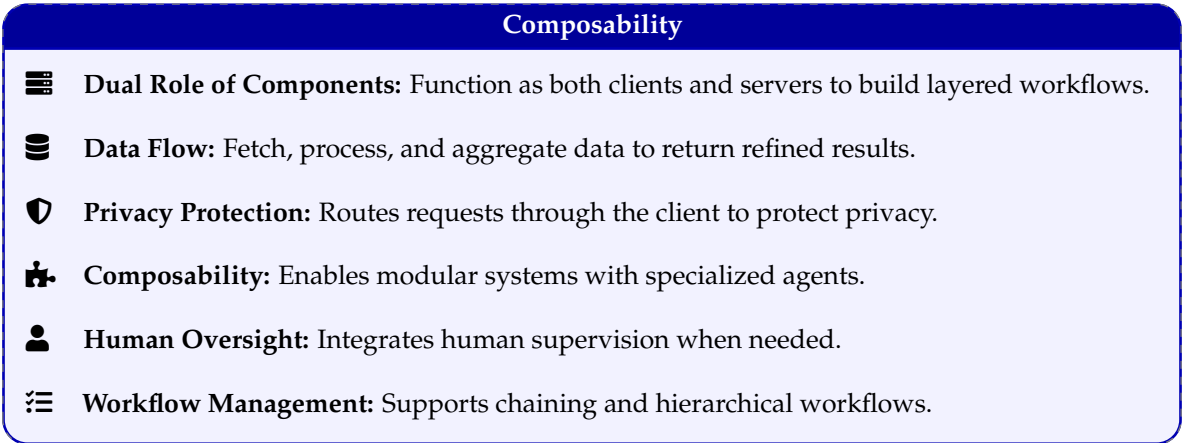 Composability
Dual Role of Components: Function as both clients and servers to build layered workflows.
Data Flow: Fetch, process, and aggregate data to return refined results.
Privacy Protection: Routes requests through the client to protect privacy.
Composability: Enables modular systems with specialized agents.
Human Oversight: Integrates human supervision when needed.
Workflow Management: Supports chaining and hierarchical workflows.